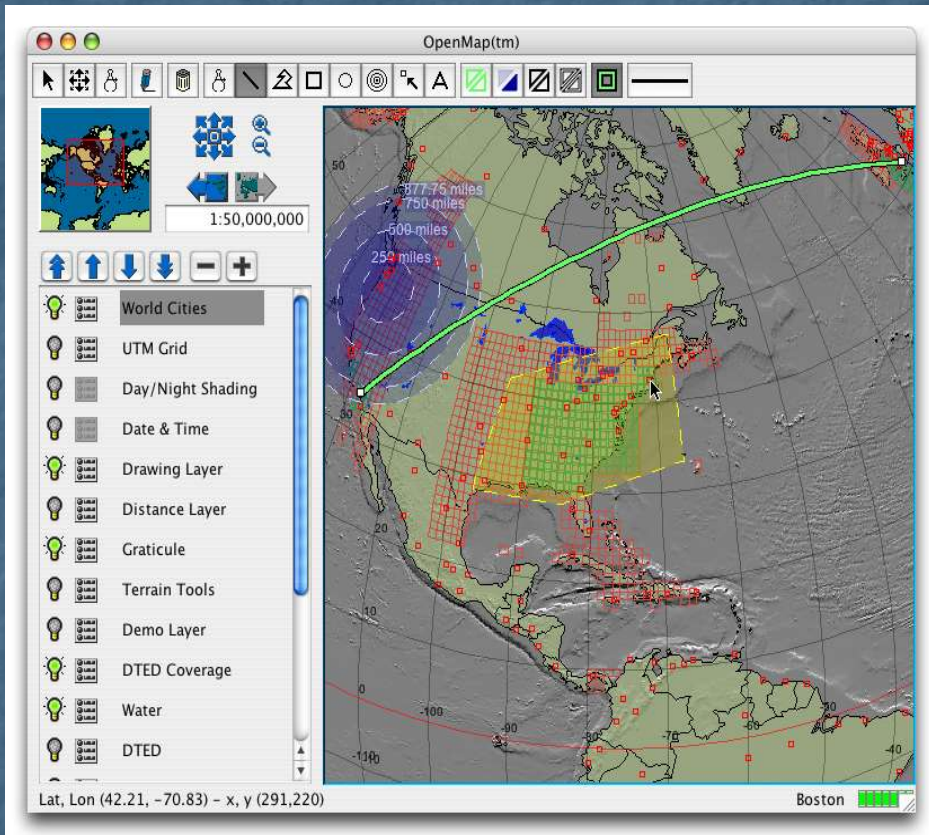 OpenMap(tm)
A
1:50,000,000
World Cities
UTM Grid
Day/Night Shading
Date & Time
Drawing Layer
Distance Layer
Graticule
Terrain Tools
Demo Layer
DTED Coverage
Water
DTED
50
877.75 miles
750 miles
500 miles
250 miles
40
30
20
10
0
-110
-100
-90
-80
-70
-60
-50
-40
Lat, Lon (42.21, -70.83) - x, y (291,220)
Boston